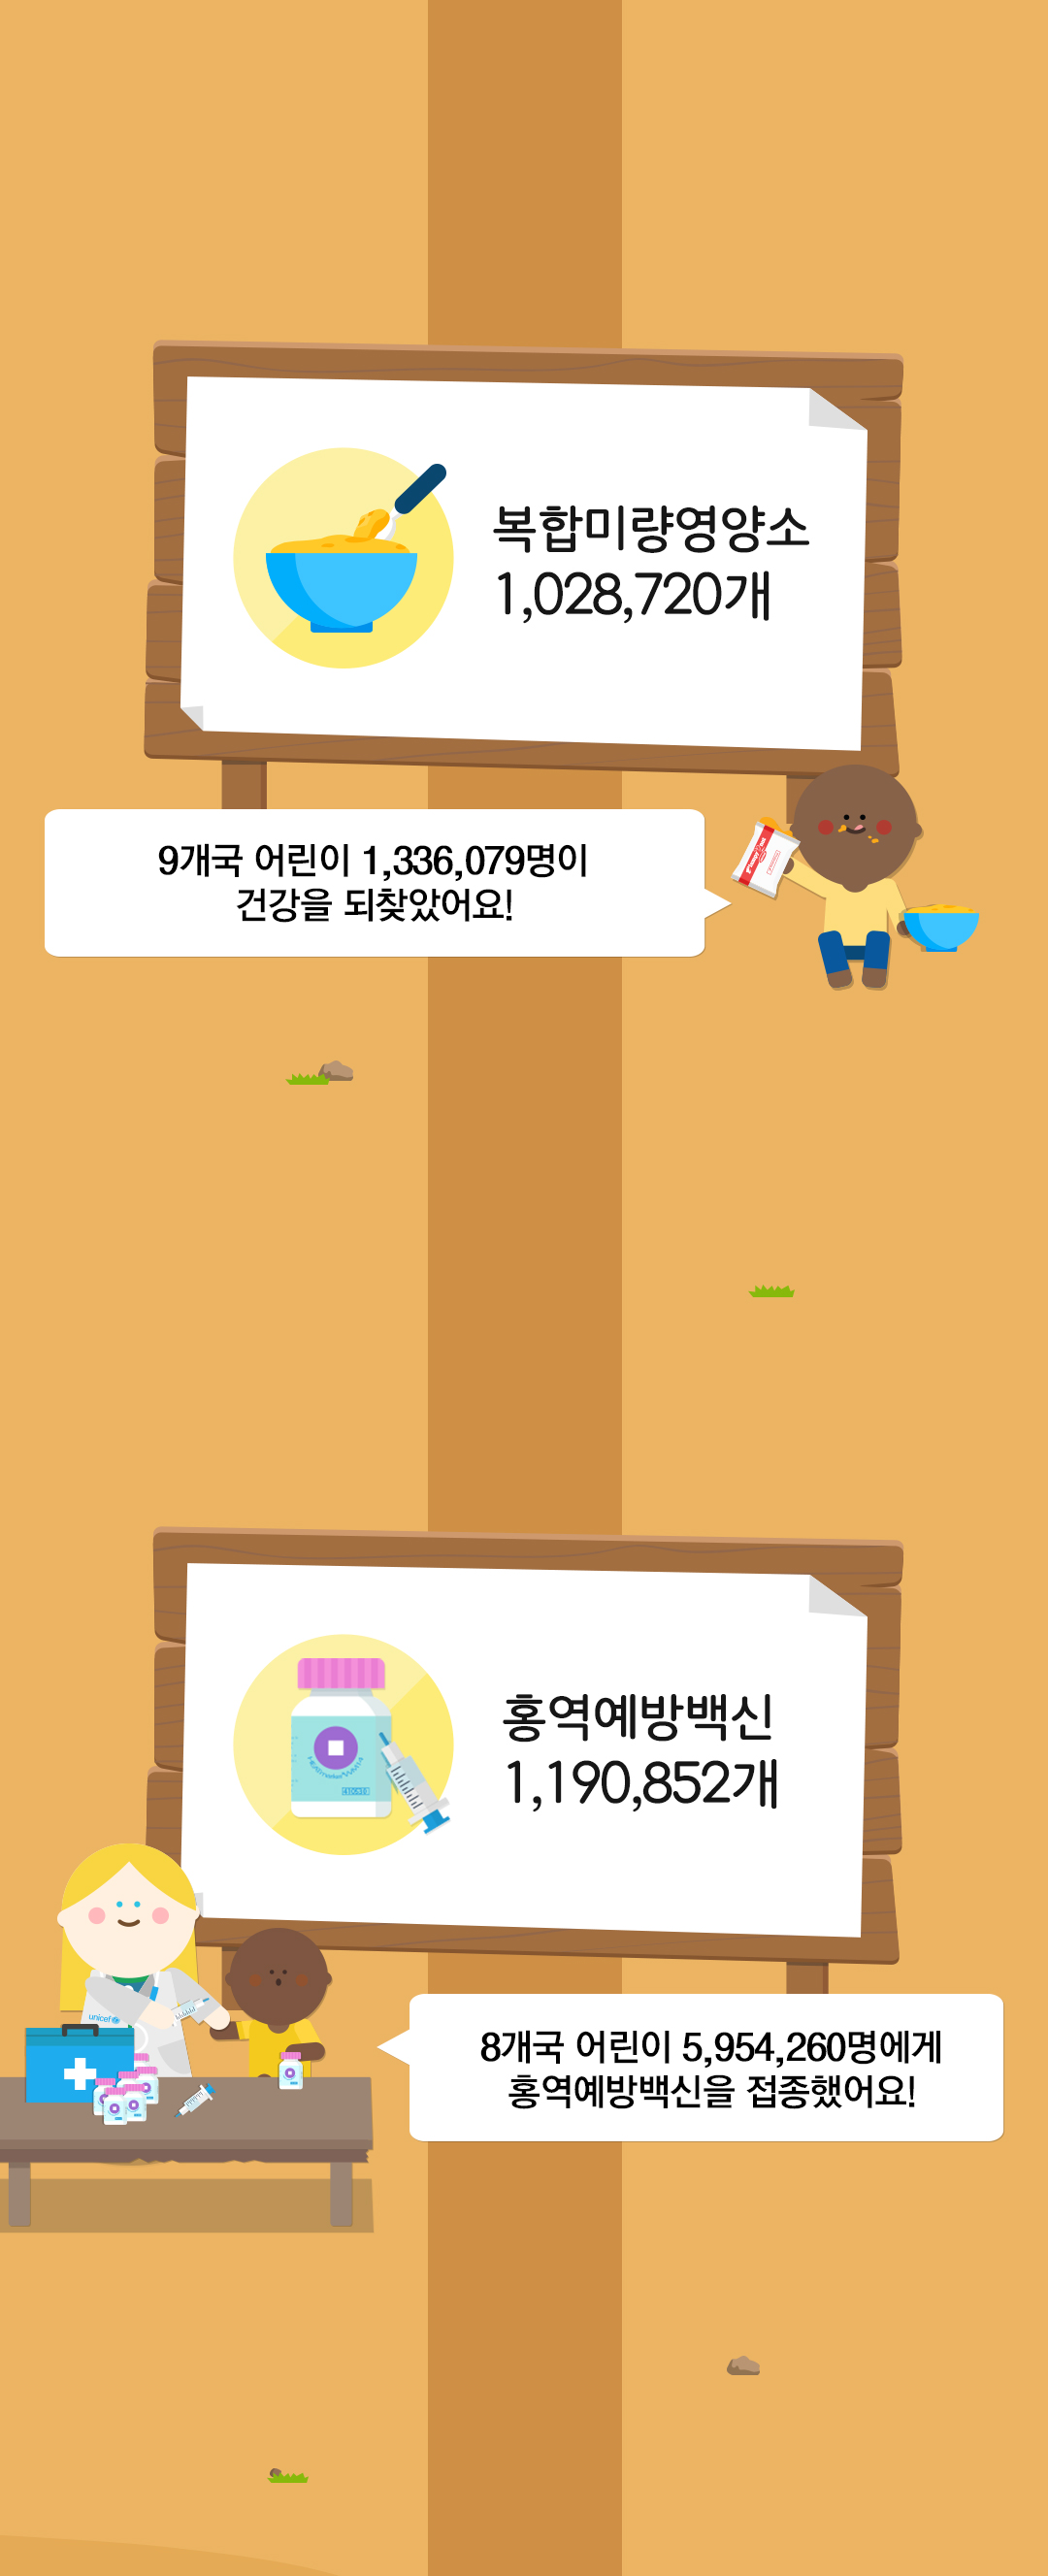 복합미량영양소
1,028,720개
9개국 어린이 1,336,079명이
건강을 되찾았어요!
홍역예방백신
1,190,852개
unicef
8개국 어린이 5,954,260명에게
홍역예방백신을 접종했어요!